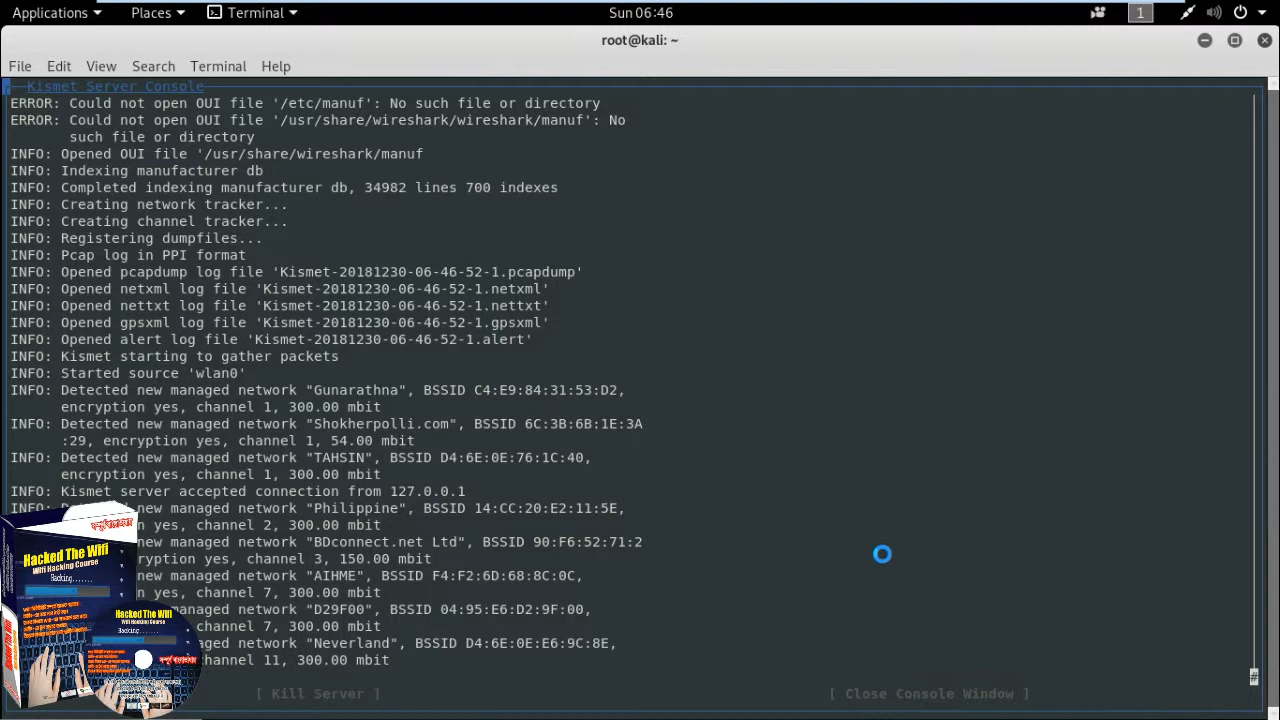 Applications Places Terminal Sun 06:46 1
root@kali: ~
File Edit View Search Terminal Help
Kismet Server Console
ERROR: Could not open OUI file '/etc/manuf': No such file or directory
ERROR: Could not open OUI file '/usr/share/wireshark/wireshark/manuf': No
such file or directory
INFO: Opened OUI file '/usr/share/wireshark/manuf
INFO: Indexing manufacturer db
INFO: Completed indexing manufacturer db, 34982 lines 700 indexes
INFO: Creating network tracker...
INFO: Creating channel tracker...
INFO: Registering dumpfiles...
INFO: Pcap log in PPI format
INFO: Opened pcapdump log file 'Kismet-20181230-06-46-52-1.pcapdump'
INFO: Opened netxml log file 'Kismet-20181230-06-46-52-1.netxml'
INFO: Opened nettxt log file 'Kismet-20181230-06-46-52-1.nettxt'
INFO: Opened gpsxml log file 'Kismet-20181230-06-46-52-1.gpsxml'
INFO: Opened alert log file 'Kismet-20181230-06-46-52-1.alert'
INFO: Kismet starting to gather packets
INFO: Started source 'wlan0'
INFO: Detected new managed network "Gunarathna", BSSID C4:E9:84:31:53:D2,
encryption yes, channel 1, 300.00 mbit
INFO: Detected new managed network "Shokherpolli.com", BSSID 6C:3B:6B:1E:3A
:29, encryption yes, channel 1, 54.00 mbit
INFO: Detected new managed network "TAHSIN", BSSID D4:6E:0E:76:1C:40,
encryption yes, channel 1, 300.00 mbit
INFO: Kismet server accepted connection from 127.0.0.1
INFO: new managed network "Philippine", BSSID 14:CC:20:E2:11:5E,
n yes, channel 2, 300.00 mbit
new managed network "BDconnect.net Ltd", BSSID 90:F6:52:71:2
ryption yes, channel 3, 150.00 mbit
new managed network "AIHME", BSSID F4:F2:6D:68:8C:0C,
yes, channel 7, 300.00 mbit
managed network "D29F00", BSSID 04:95:E6:D2:9F:00,
yes, channel 7, 300.00 mbit
naged network "Neverland", BSSID D4:6E:0E:E6:9C:8E,
channel 11, 300.00 mbit
[ Kill Server ] [ Close Console Window ]
#
Hacked The Wifi
Wifi Hacking Course
Hacking.......
Hacked The Wifi
Wifi Hacking Course
Hacking.......